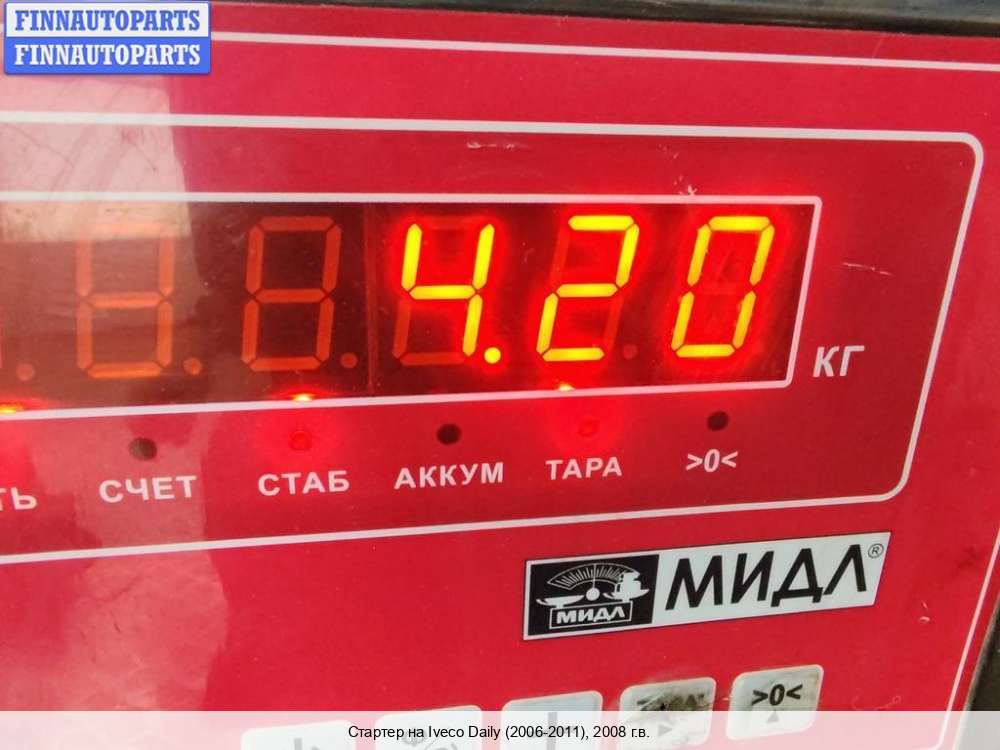 FINNAUTOPARTS
FINNAUTOPARTS
4.20
КГ
ТЬ СЧЕТ СТАБ АККУМ ТАРА >0<
МИДЛ МИДЛ®
>0<
Стартер на Iveco Daily (2006-2011), 2008 г.в.